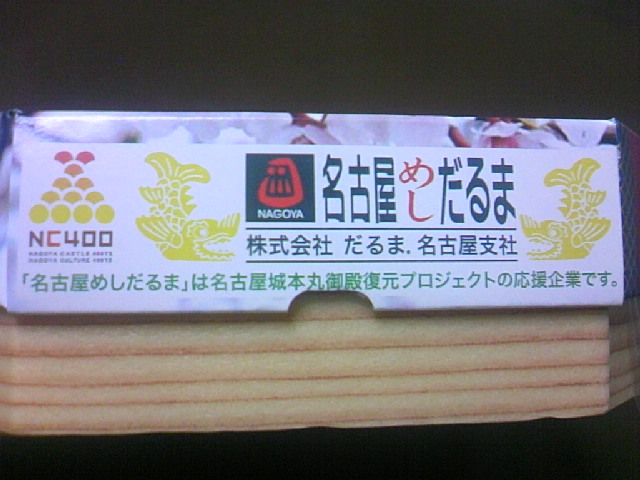 NAGOYA
名古屋めしだるま
NC400
NAGOYA CASTLE 400TH
NAGOYA CULTURE 400TH
株式会社 だるま. 名古屋支社
「名古屋めしだるま」は名古屋城本丸御殿復元プロジェクトの応援企業です。